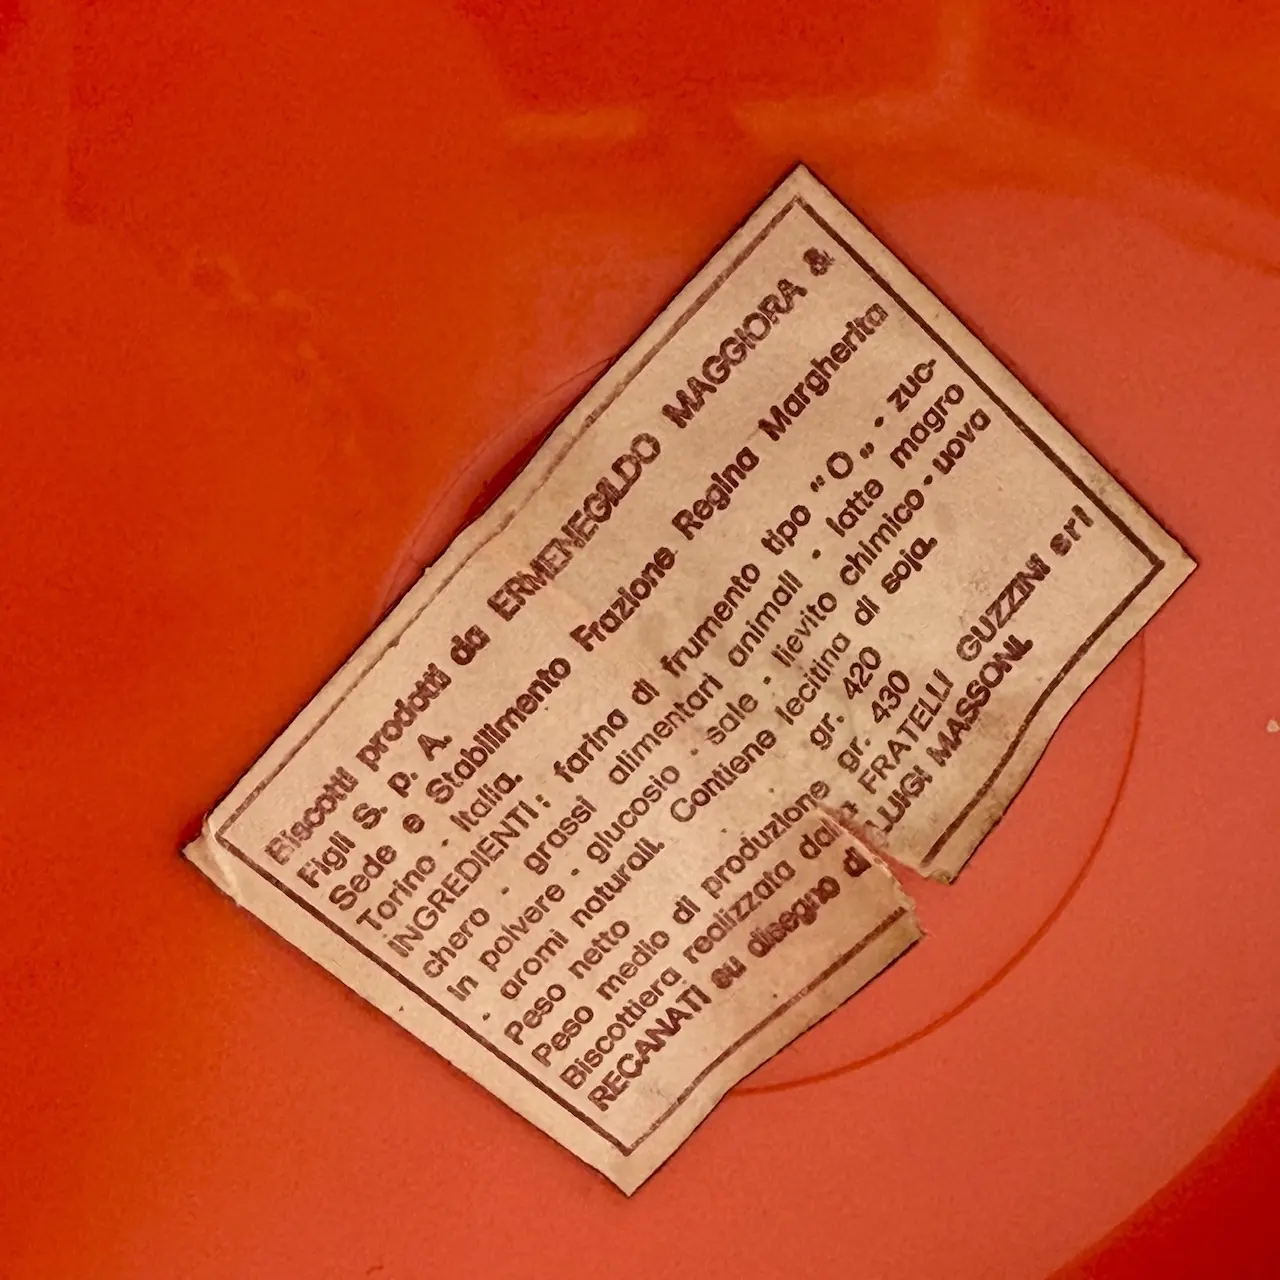 Biscotti prodotti da ERMENEGILDO MAGGIORA &
Figli S. p. A.
Sede e Stabilimento Frazione Regina Margherita
Torino - Italia.
INGREDIENTI: farina di frumento tipo "O" - zuc-
chero - grassi alimentari animali - latte magro
in polvere - glucosio - sale - lievito chimico - uova
- aromi naturali. Contiene lecitina di soja.
Peso netto gr. 420
Peso medio di produzione gr. 430
Biscottiera realizzata dalla FRATELLI GUZZINI srl
RECANATI su disegno di LUIGI MASSONI.